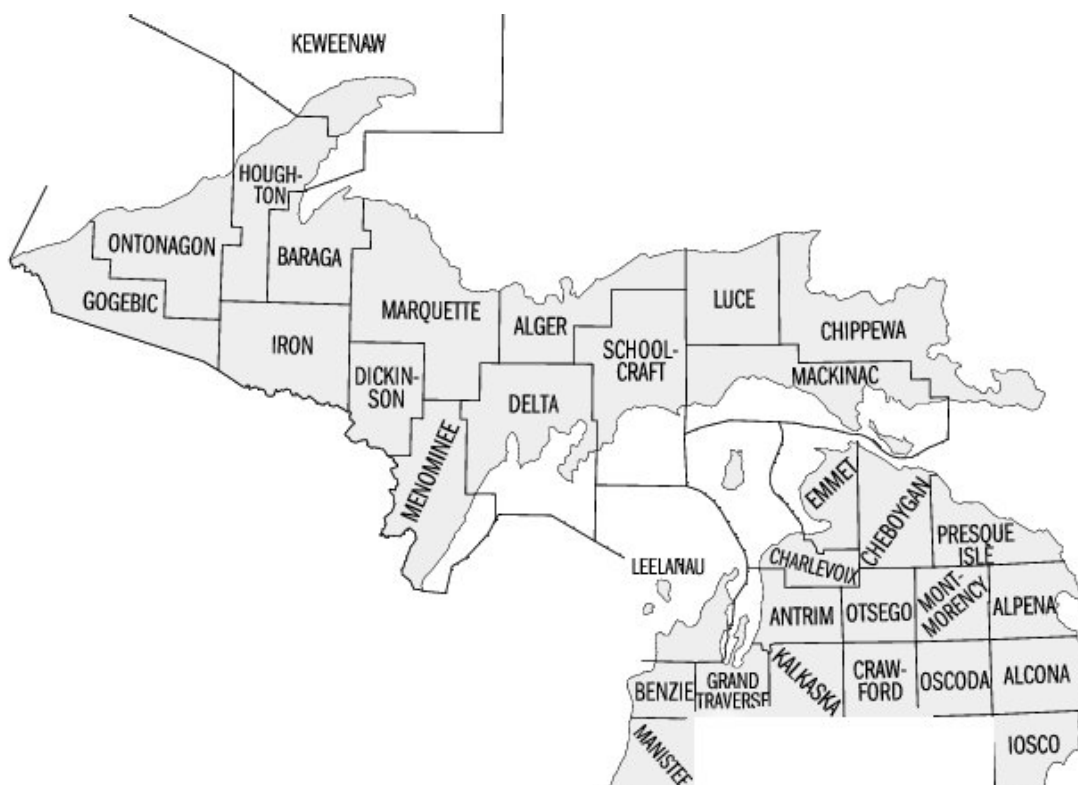 KEWEENAW
HOUGH-
TON
ONTONAGON
BARAGA
GOGEBIC
MARQUETTE
ALGER
LUCE
CHIPPEWA
IRON
SCHOOL-
CRAFT
DICKIN-
SON
MACKINAC
DELTA
MENOMINEE
EMMET
CHEBOYGAN
PRESQUE
ISLE
CHARLEVOIX
LEELANAU
ANTRIM
OTSEGO
MONT-
MORENCY
ALPENA
BENZIE
GRAND
TRAVERSE
KALKASKA
CRAW-
FORD
OSCODA
ALCONA
MANISTEE
IOSCO